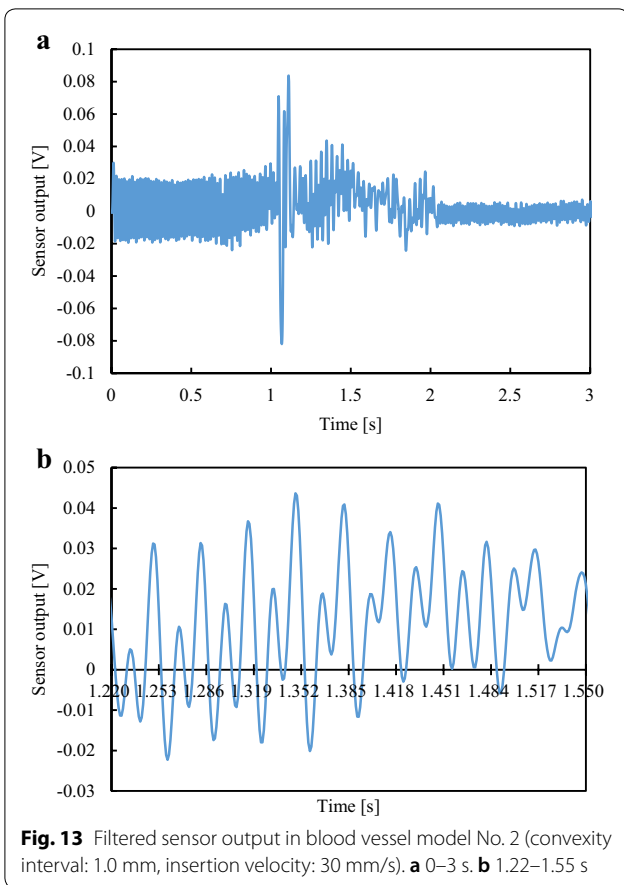 a
0.1
0.08
0.06
0.04
0.02
0
-0.02
-0.04
-0.06
-0.08
-0.1
Sensor output [V]
0 0.5 1 1.5 2 2.5 3
Time [s]
b
0.05
0.04
0.03
0.02
0.01
0
-0.01
-0.02
-0.03
Sensor output [V]
1.220 1.253 1.286 1.319 1.352 1.385 1.418 1.451 1.484 1.517 1.550
Time [s]
Fig. 13 Filtered sensor output in blood vessel model No. 2 (convexity
interval: 1.0 mm, insertion velocity: 30 mm/s). a 0–3 s. b 1.22–1.55 s